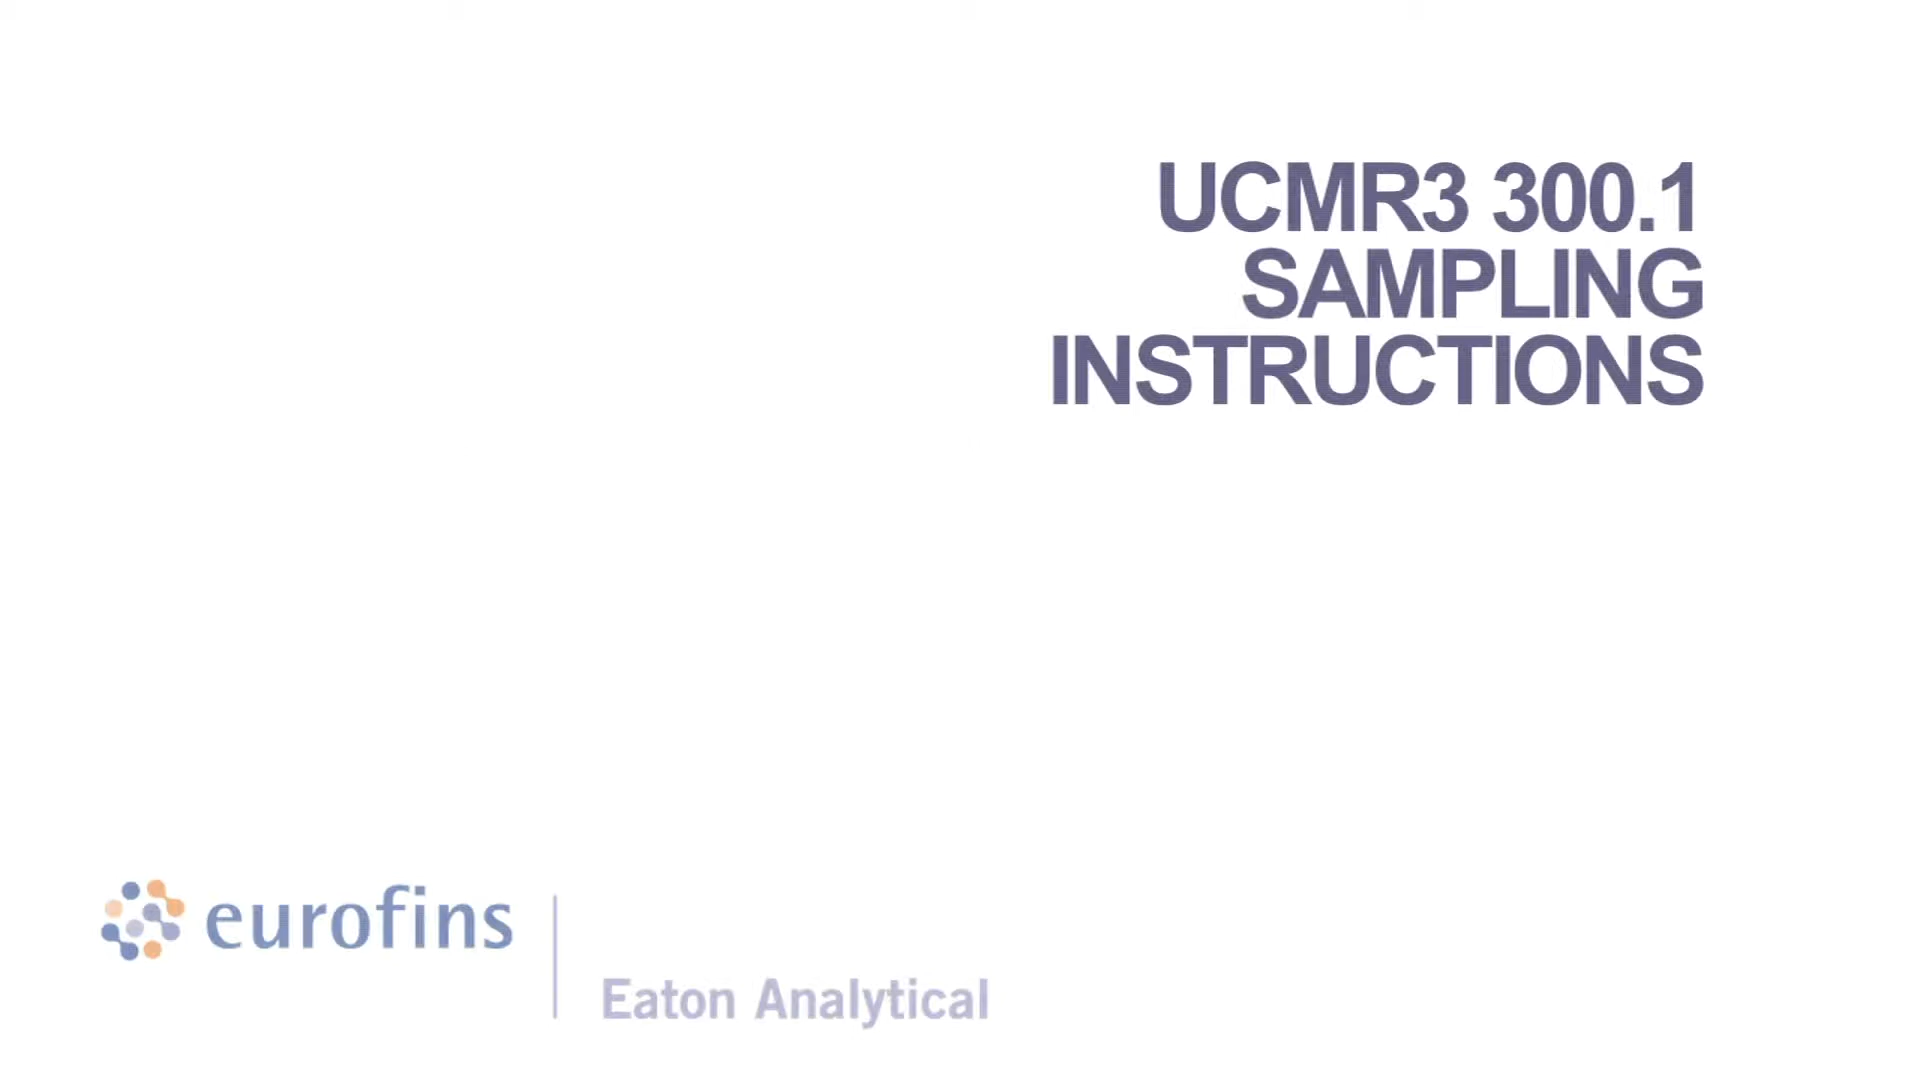 UCMR3 300.1
SAMPLING
INSTRUCTIONS
eurofins
Eaton Analytical